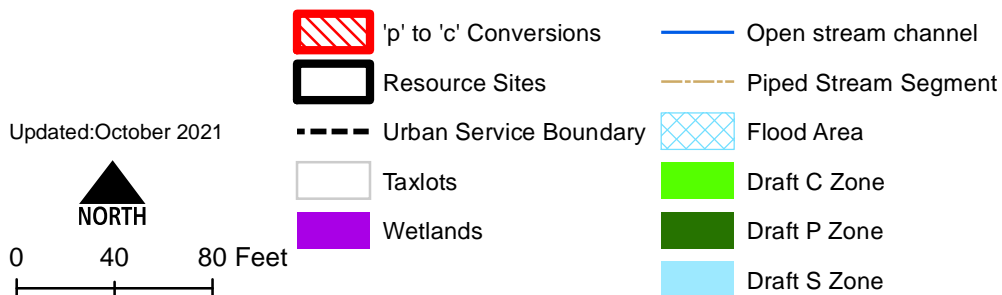 Updated:October 2021
NORTH
0 40 80 Feet
'p' to 'c' Conversions
Resource Sites
Urban Service Boundary
Taxlots
Wetlands
Open stream channel
Piped Stream Segment
Flood Area
Draft C Zone
Draft P Zone
Draft S Zone